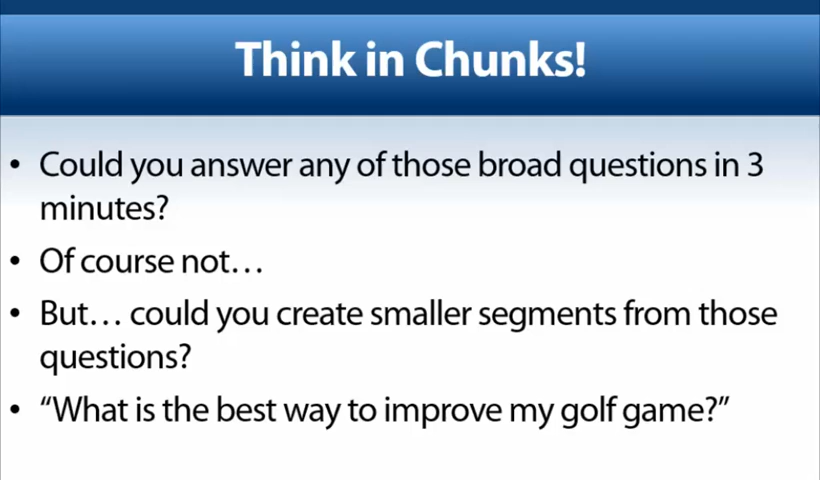 Think in Chunks!
• Could you answer any of those broad questions in 3
minutes?
• Of course not…
• But… could you create smaller segments from those
questions?
• “What is the best way to improve my golf game?”